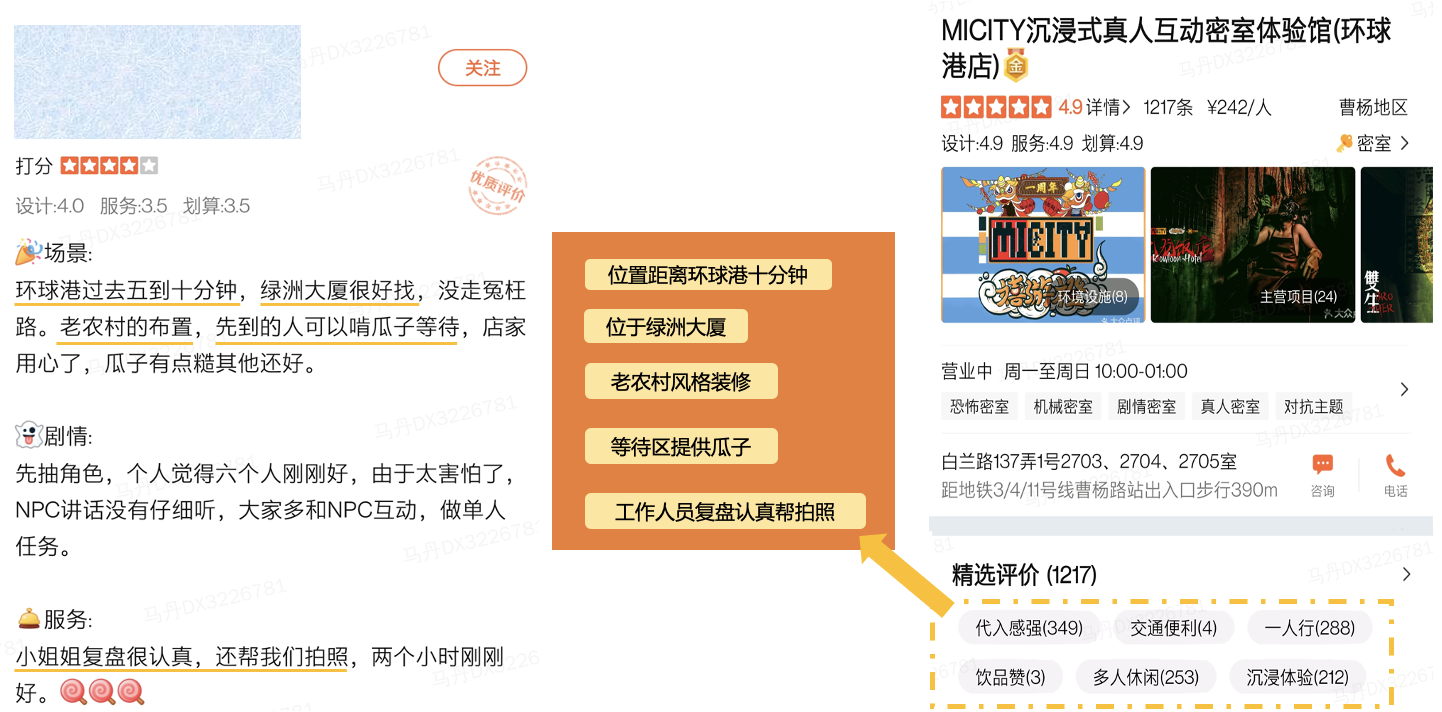 关注
打分
优质评价
设计:4.0 服务:3.5 划算:3.5
场景:
环球港过去五到十分钟，绿洲大厦很好找，没走冤枉
路。老农村的布置，先到的人可以啃瓜子等待，店家
用心了，瓜子有点糙其他还好。
剧情:
先抽角色，个人觉得六个人刚刚好，由于太害怕了，
NPC讲话没有仔细听，大家多和NPC互动，做单人
任务。
服务:
小姐姐复盘很认真，还帮我们拍照，两个小时刚刚
好。
位置距离环球港十分钟
位于绿洲大厦
老农村风格装修
等待区提供瓜子
工作人员复盘认真帮拍照
MICITY沉浸式真人互动密室体验馆(环球
港店)
金
4.9 详情 1217条 ¥242/人 曹杨地区
设计:4.9 服务:4.9 划算:4.9 密室
一周年
MICITY
环境设施(8)
Kowloon Hotel
主营项目(24)
雙生
营业中 周一至周日 10:00-01:00
恐怖密室 机械密室 剧情密室 真人密室 对抗主题
白兰路137弄1号2703、2704、2705室
距地铁3/4/11号线曹杨路站出入口步行390m
咨询 电话
精选评价 (1217)
代入感强(349) 交通便利(4) 一人行(288)
饮品赞(3) 多人休闲(253) 沉浸体验(212)
马丹DX3226781